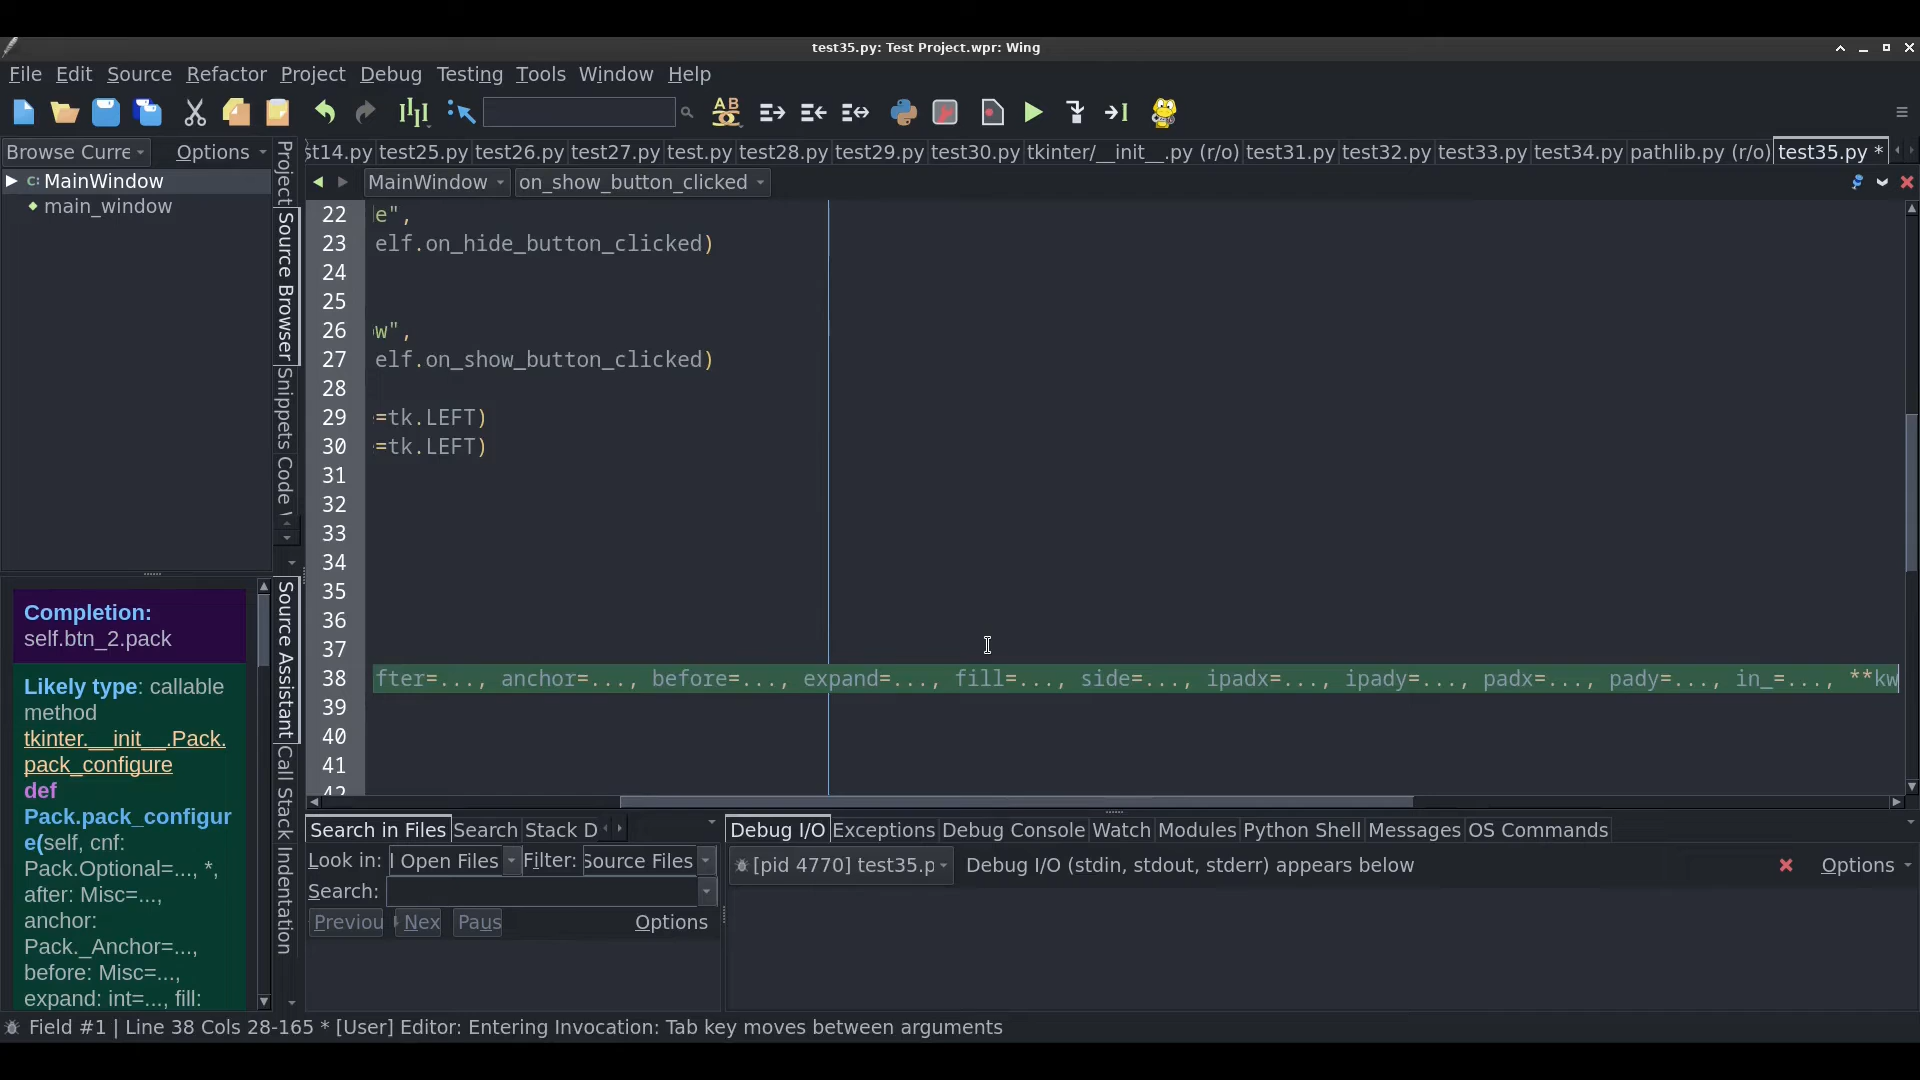 test35.py: Test Project.wpr: Wing
File Edit Source Refactor Project Debug Testing Tools Window Help
AB
Browse Curre Options
st14.py test25.py test26.py test27.py test.py test28.py test29.py test30.py tkinter/__init__.py (r/o) test31.py test32.py test33.py test34.py pathlib.py (r/o) test35.py *
MainWindow on_show_button_clicked
C: MainWindow
main_window
Project
Source Browser
Snippets
Code
22 e",
23 elf.on_hide_button_clicked)
24
25
26 w",
27 elf.on_show_button_clicked)
28
29 =tk.LEFT)
30 =tk.LEFT)
31
32
33
34
35
36
37
38 fter=..., anchor=..., before=..., expand=..., fill=..., side=..., ipadx=..., ipady=..., padx=..., pady=..., in_=..., **kw
39
40
41
42
Completion:
self.btn_2.pack
Likely type: callable
method
tkinter.__init__.Pack.
pack_configure
def
Pack.pack_configur
e(self, cnf:
Pack.Optional=..., *,
after: Misc=...,
anchor:
Pack._Anchor=...,
before: Misc=...,
expand: int=..., fill:
Source Assistant
Call Stack
Indentation
Search in Files Search Stack D
Look in: l Open Files Filter: Source Files
Search:
Previou Nex Paus Options
Debug I/O Exceptions Debug Console Watch Modules Python Shell Messages OS Commands
[pid 4770] test35.p Debug I/O (stdin, stdout, stderr) appears below Options
Field #1 | Line 38 Cols 28-165 * [User] Editor: Entering Invocation: Tab key moves between arguments